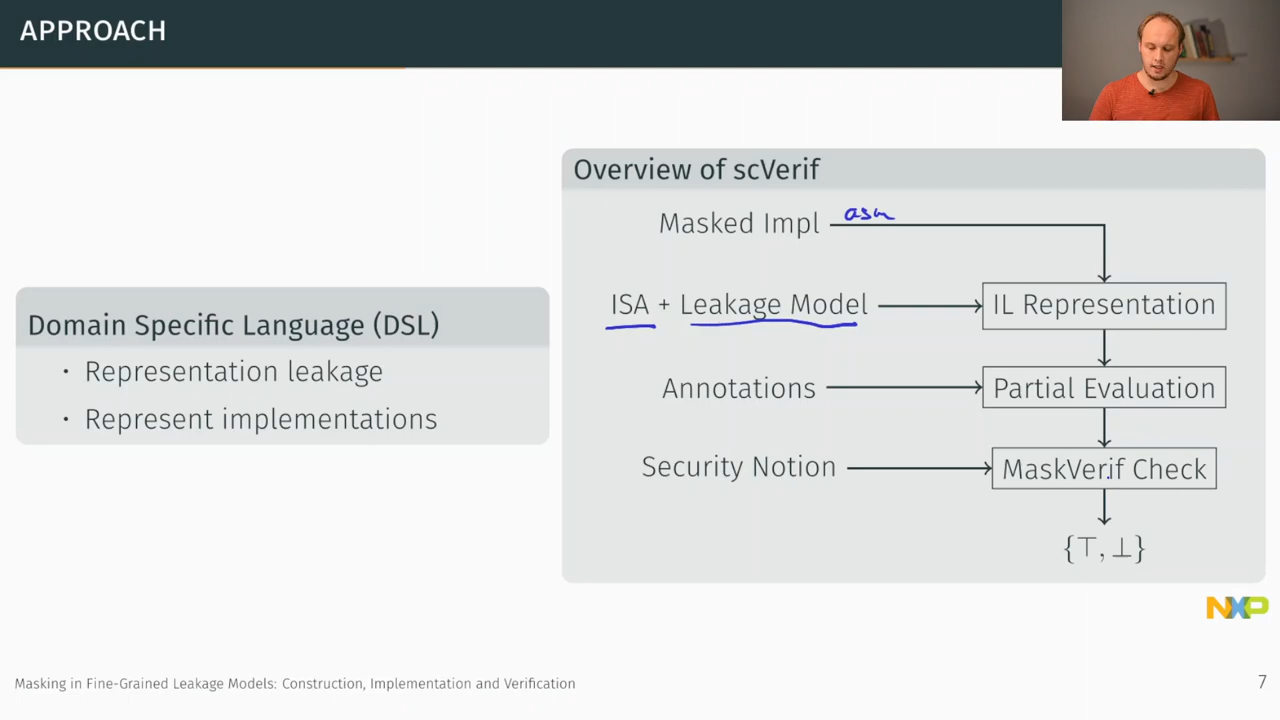 APPROACH
Domain Specific Language (DSL)
· Representation leakage
· Represent implementations
Overview of scVerif
Masked Impl
asm
ISA + Leakage Model
IL Representation
Annotations
Partial Evaluation
Security Notion
MaskVerif Check
{⊤, ⊥}
NXP
Masking in Fine-Grained Leakage Models: Construction, Implementation and Verification
7